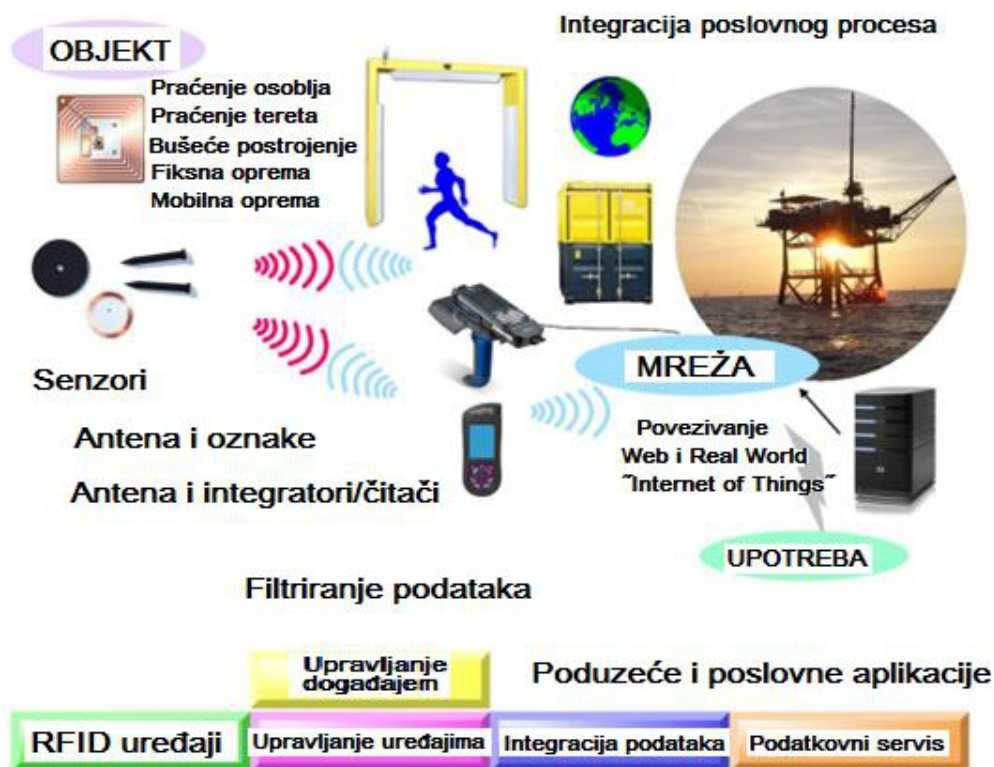 Integracija poslovnog procesa
OBJEKT
Praćenje osoblja
Praćenje tereta
Bušeće postrojenje
Fiksna oprema
Mobilna oprema
MREŽA
Senzori
Povezivanje
Web i Real World
˝Internet of Things˝
Antena i oznake
Antena i integratori/čitači
UPOTREBA
Filtriranje podataka
Upravljanje
događajem
Poduzeće i poslovne aplikacije
RFID uređaji
Upravljanje uređajima
Integracija podataka
Podatkovni servis